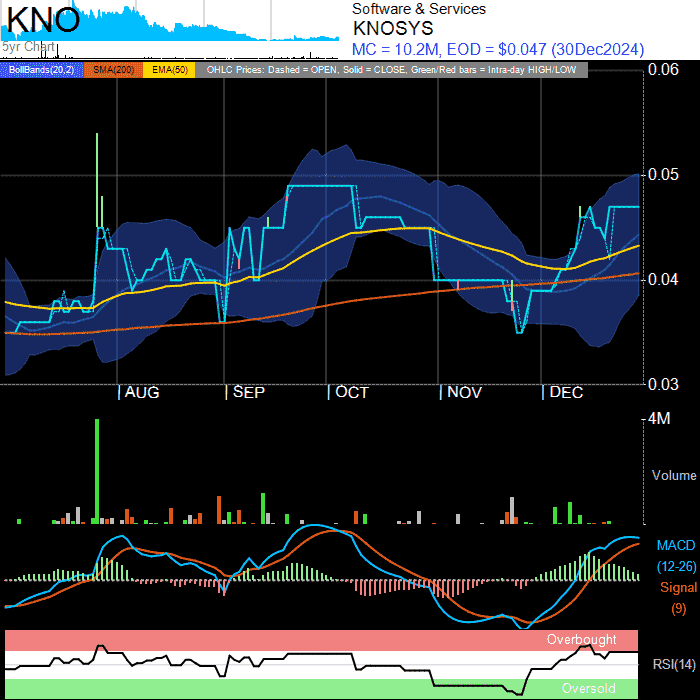 KNO
5yr Chart
Software & Services
KNOSYS
MC = 10.2M, EOD = $0.047 (30Dec2024)
BollBands(20,2) SMA(200) EMA(50) OHLC Prices: Dashed = OPEN, Solid = CLOSE, Green/Red bars = Intra-day HIGH/LOW
0.06
0.05
0.04
0.03
AUG SEP OCT NOV DEC
4M
Volume
MACD
(12-26)
Signal
(9)
Overbought
RSI(14)
Oversold